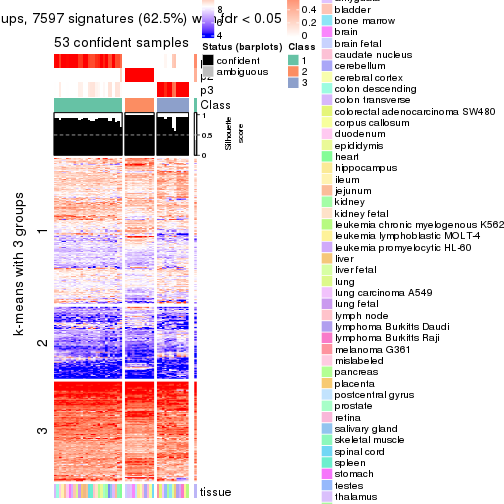 ups, 7597 signatures (62.5%) with fdr < 0.05
53 confident samples
p3
Class
1
0.5
0
Silhouette
score
k-means with 3 groups
1
2
3
tissue
8
6
4
0.4
0.2
0
Status (barplots)
confident
ambiguous
Class
1
2
3
bladder
bone marrow
brain
brain fetal
caudate nucleus
cerebellum
cerebral cortex
colon descending
colon transverse
colorectal adenocarcinoma SW480
corpus callosum
duodenum
epididymis
heart
hippocampus
ileum
jejunum
kidney
kidney fetal
leukemia chronic myelogenous K562
leukemia lymphoblastic MOLT-4
leukemia promyelocytic HL-60
liver
liver fetal
lung
lung carcinoma A549
lung fetal
lymph node
lymphoma Burkitts Daudi
lymphoma Burkitts Raji
melanoma G361
mislabeled
pancreas
placenta
postcentral gyrus
prostate
retina
salivary gland
skeletal muscle
spinal cord
spleen
stomach
testes
thalamus